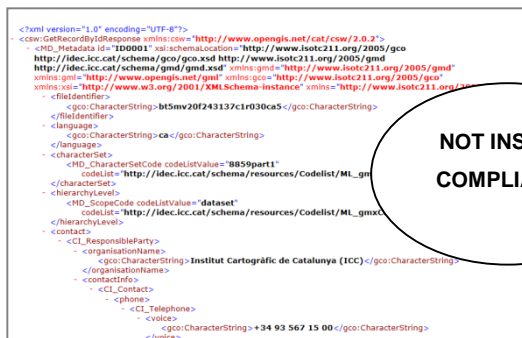 <?xml version="1.0" encoding="UTF-8"?>
- <csw:GetRecordByIdResponse xmlns:csw="http://www.opengis.net/cat/csw/2.0.2">
- <MD_Metadata id="ID0001" xsi:schemaLocation="http://www.isotc211.org/2005/gco
http://idec.icc.cat/schema/gco/gco.xsd http://www.isotc211.org/2005/gmd
http://idec.icc.cat/schema/gmd/gmd.xsd" xmlns:gmd="http://www.isotc211.org/2005/gmd"
xmlns:gml="http://www.opengis.net/gml" xmlns:gco="http://www.isotc211.org/2005/gco"
xmlns:xsi="http://www.w3.org/2001/XMLSchema-instance" xmlns="http://www.isotc211.org/2005
- <fileIdentifier>
<gco:CharacterString>bt5mv20f243137c1r030ca5</gco:CharacterString>
</fileIdentifier>
- <language>
<gco:CharacterString>ca</gco:CharacterString>
</language>
- <characterSet>
<MD_CharacterSetCode codeListValue="8859part1"
codeList="http://idec.icc.cat/schema/resources/Codelist/ML_gm
</characterSet>
- <hierarchyLevel>
<MD_ScopeCode codeListValue="dataset"
codeList="http://idec.icc.cat/schema/resources/Codelist/ML_gmxC
</hierarchyLevel>
- <contact>
- <CI_ResponsibleParty>
- <organisationName>
<gco:CharacterString>Institut Cartogràfic de Catalunya (ICC)</gco:CharacterString>
</organisationName>
- <contactInfo>
- <CI_Contact>
- <phone>
- <CI_Telephone>
- <voice>
<gco:CharacterString>+34 93 567 15 00</gco:CharacterString>
</voice>
NOT INS
COMPLIA